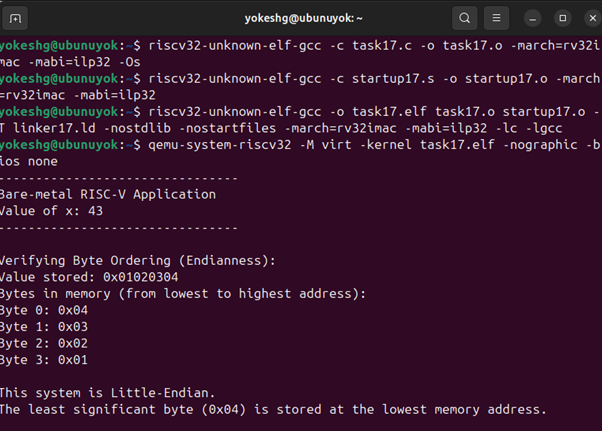 yokeshg@ubunuyok: ~
yokeshg@ubunuyok:~$ riscv32-unknown-elf-gcc -c task17.c -o task17.o -march=rv32i
mac -mabi=ilp32 -Os
yokeshg@ubunuyok:~$ riscv32-unknown-elf-gcc -c startup17.s -o startup17.o -march
=rv32imac -mabi=ilp32
yokeshg@ubunuyok:~$ riscv32-unknown-elf-gcc -o task17.elf task17.o startup17.o -
T linker17.ld -nostdlib -nostartfiles -march=rv32imac -mabi=ilp32 -lc -lgcc
yokeshg@ubunuyok:~$ qemu-system-riscv32 -M virt -kernel task17.elf -nographic -b
ios none
---------------------------------
Bare-metal RISC-V Application
Value of x: 43
---------------------------------
Verifying Byte Ordering (Endianness):
Value stored: 0x01020304
Bytes in memory (from lowest to highest address):
Byte 0: 0x04
Byte 1: 0x03
Byte 2: 0x02
Byte 3: 0x01
This system is Little-Endian.
The least significant byte (0x04) is stored at the lowest memory address.